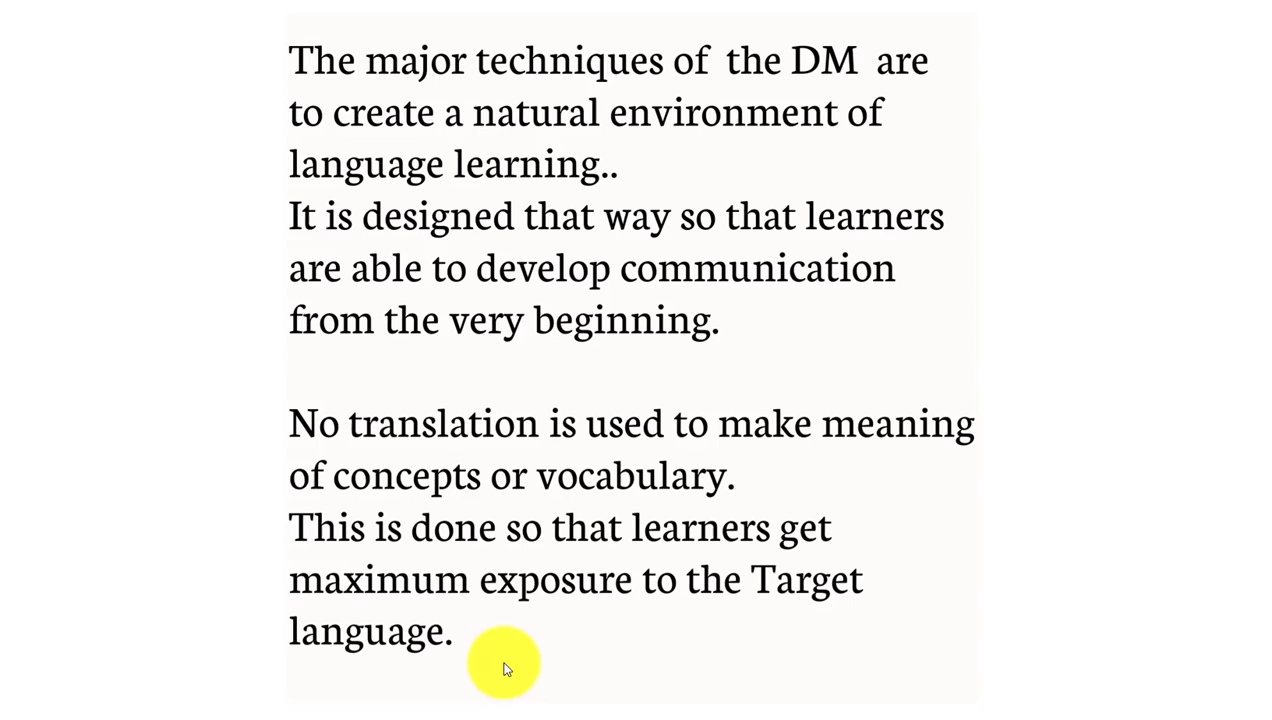 The major techniques of the DM are
to create a natural environment of
language learning..
It is designed that way so that learners
are able to develop communication
from the very beginning.
No translation is used to make meaning
of concepts or vocabulary.
This is done so that learners get
maximum exposure to the Target
language.